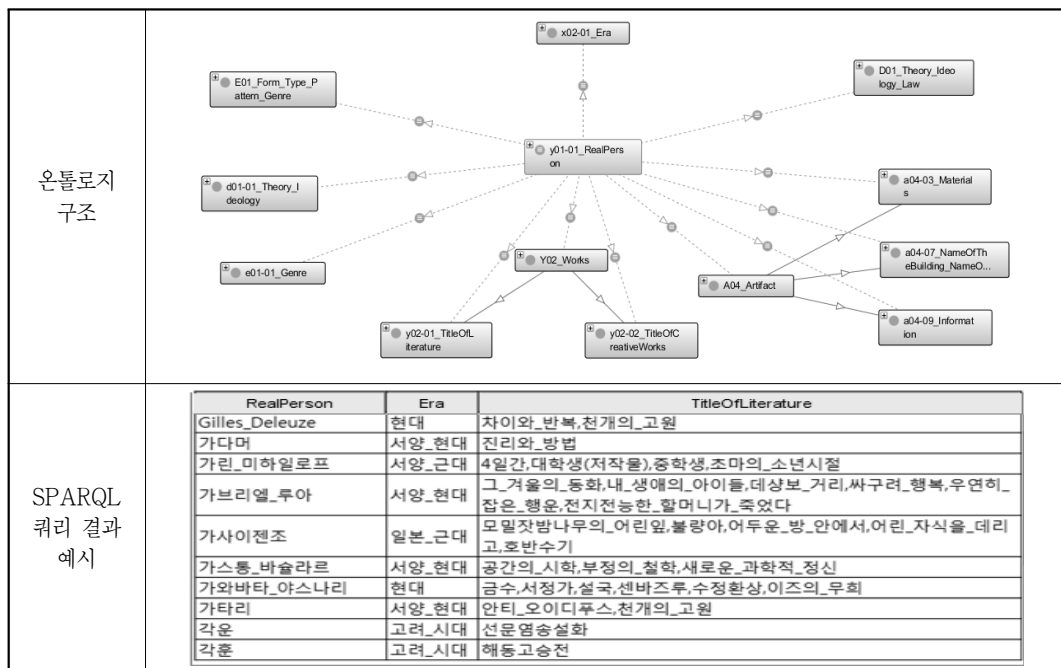 온톨로지
구조
x02-01_Era
E01_Form_Type_P
attern_Genre
D01_Theory_Ideo
logy_Law
y01-01_RealPers
on
d01-01_Theory_I
deology
a04-03_Material
s
e01-01_Genre
Y02_Works
A04_Artifact
a04-07_NameOfTh
eBuilding_NameO...
y02-01_TitleOfL
iterature
y02-02_TitleOfC
reativeWorks
a04-09_Informat
ion
SPARQL
쿼리 결과
예시
RealPerson Era TitleOfLiterature
Gilles_Deleuze 현대 차이와_반복,천개의_고원
가다머 서양_현대 진리와_방법
가린_미하일로프 서양_근대 4일간,대학생(저작물),중학생,조마의_소년시절
가브리엘_루아 서양_현대 그_겨울의_동화,내_생애의_아이들,데샹보_거리,싸구려_행복,우연히_
잡은_행운,전지전능한_할머니가_죽었다
가사이젠조 일본_근대 모밀잣밤나무의_어린잎,불량아,어두운_방_안에서,어린_자식을_데리
고,호반수기
가스통_바슐라르 서양_현대 공간의_시학,부정의_철학,새로운_과학적_정신
가와바타_야스나리 현대 금수,서정가,설국,센바즈루,수정환상,이즈의_무희
가타리 서양_현대 안티_오이디푸스,천개의_고원
각운 고려_시대 선문염송설화
각훈 고려_시대 해동고승전